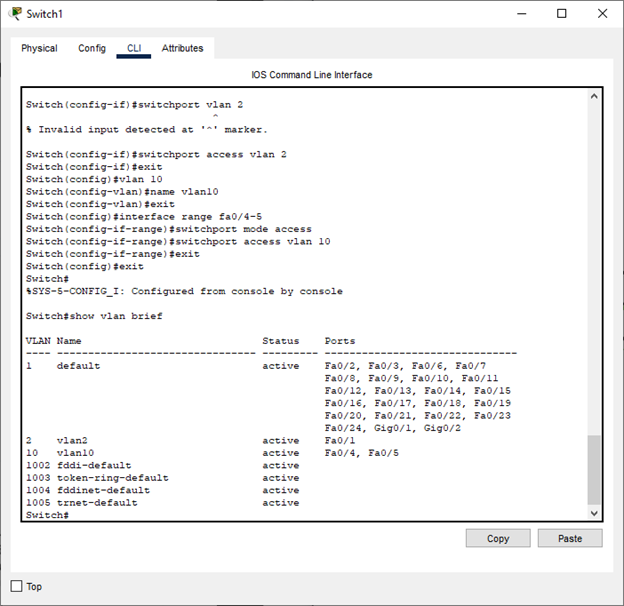 Switch1
Physical Config CLI Attributes
IOS Command Line Interface
Switch(config-if)#switchport vlan 2
^
% Invalid input detected at '^' marker.
Switch(config-if)#switchport access vlan 2
Switch(config-if)#exit
Switch(config)#vlan 10
Switch(config-vlan)#name vlan10
Switch(config-vlan)#exit
Switch(config)#interface range fa0/4-5
Switch(config-if-range)#switchport mode access
Switch(config-if-range)#switchport access vlan 10
Switch(config-if-range)#exit
Switch(config)#exit
Switch#
%SYS-5-CONFIG_I: Configured from console by console
Switch#show vlan brief
VLAN Name Status Ports
---- -------------------------------- --------- -------------------------------
1 default active Fa0/2, Fa0/3, Fa0/6, Fa0/7
Fa0/8, Fa0/9, Fa0/10, Fa0/11
Fa0/12, Fa0/13, Fa0/14, Fa0/15
Fa0/16, Fa0/17, Fa0/18, Fa0/19
Fa0/20, Fa0/21, Fa0/22, Fa0/23
Fa0/24, Gig0/1, Gig0/2
2 vlan2 active Fa0/1
10 vlan10 active Fa0/4, Fa0/5
1002 fddi-default active
1003 token-ring-default active
1004 fddinet-default active
1005 trnet-default active
Switch#
Copy Paste
Top